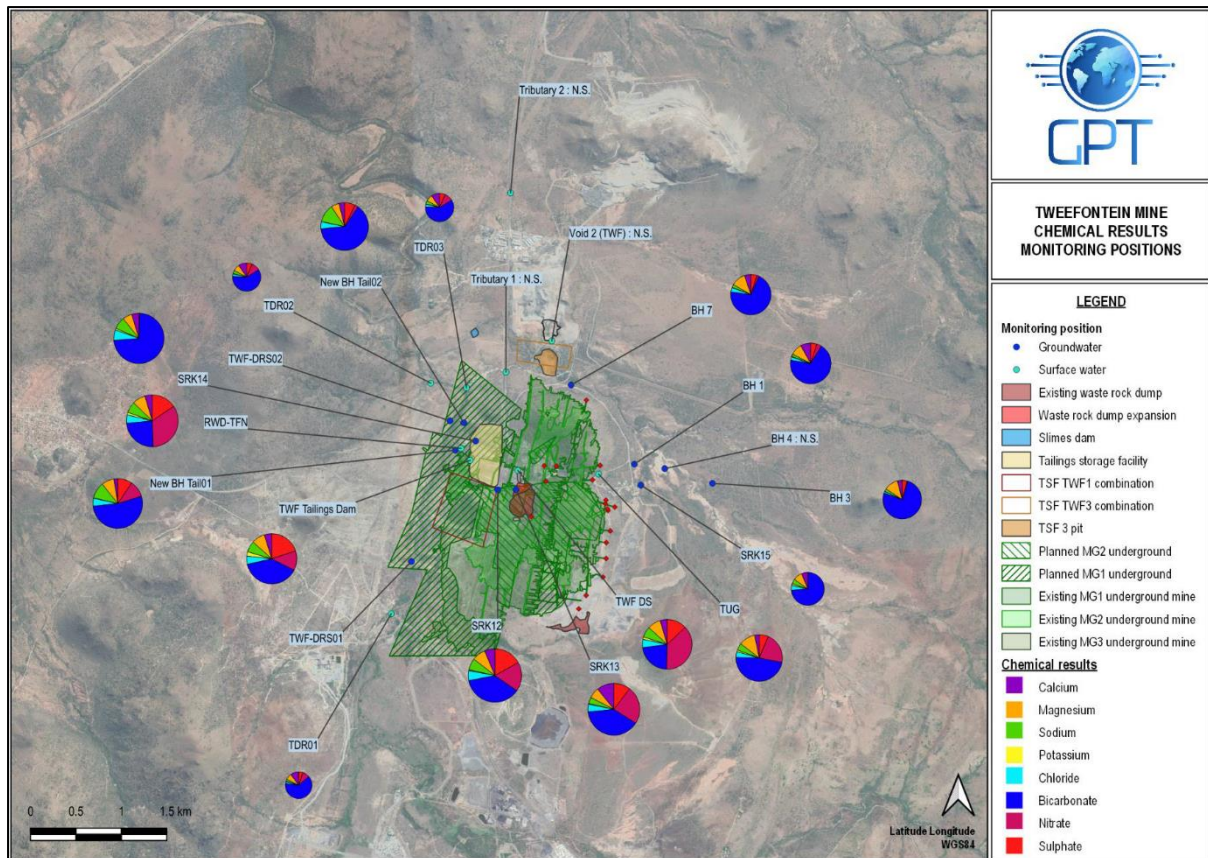 Tributary 2 : N.S.
TDR03
Void 2 (TWF) : N.S.
New BH Tail02
Tributary 1 : N.S.
TDR02
BH 7
TWF-DRS02
SRK14
BH 1
RWD-TFN
BH 4 : N.S.
New BH Tail01
BH 3
TWF Tailings Dam
SRK15
TWF DS
TUG
TWF-DRS01
SRK12
SRK13
TDR01
0 0.5 1 1.5 km
Latitude Longitude
WGS84
GPT
TWEEFONTEIN MINE
CHEMICAL RESULTS
MONITORING POSITIONS
LEGEND
Monitoring position
Groundwater
Surface water
Existing waste rock dump
Waste rock dump expansion
Slimes dam
Tailings storage facility
TSF TWF1 combination
TSF TWF3 combination
TSF 3 pit
Planned MG2 underground
Planned MG1 underground
Existing MG1 underground mine
Existing MG2 underground mine
Existing MG3 underground mine
Chemical results
Calcium
Magnesium
Sodium
Potassium
Chloride
Bicarbonate
Nitrate
Sulphate